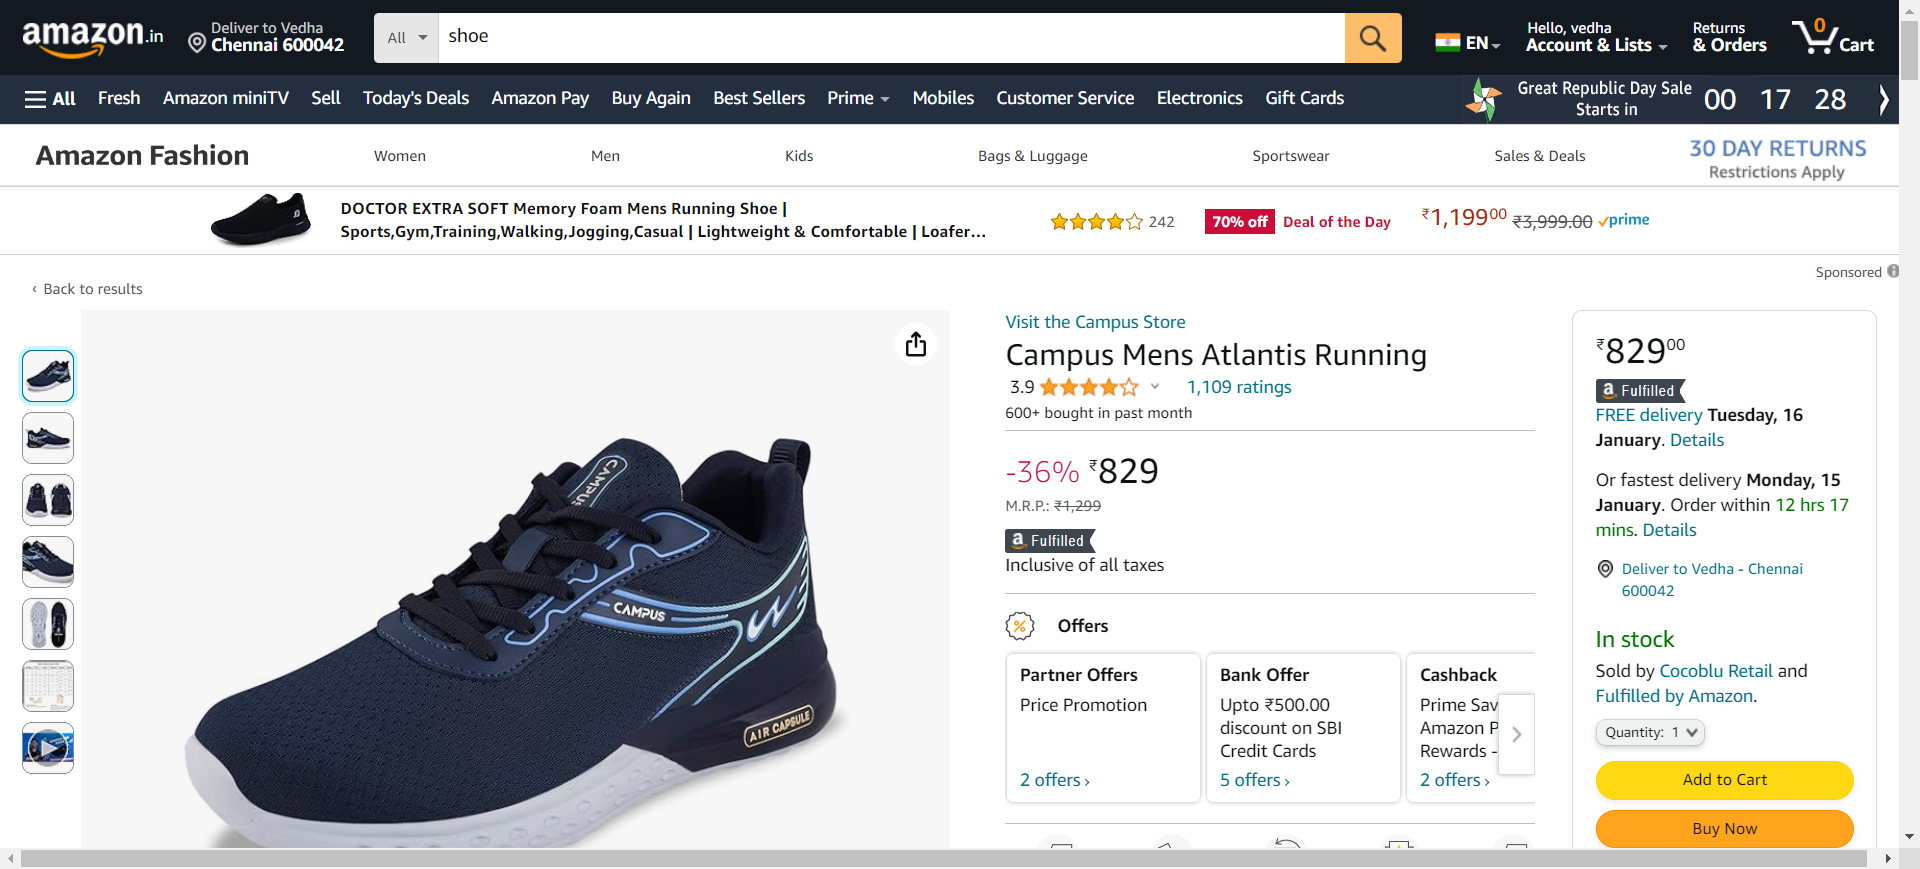 amazon.in
Deliver to Vedha
Chennai 600042
All
shoe
EN
Hello, vedha
Account & Lists
Returns
& Orders
0
Cart
All
Fresh
Amazon miniTV
Sell
Today's Deals
Amazon Pay
Buy Again
Best Sellers
Prime
Mobiles
Customer Service
Electronics
Gift Cards
Great Republic Day Sale
Starts in
00 17 28
Amazon Fashion
Women
Men
Kids
Bags & Luggage
Sportswear
Sales & Deals
30 DAY RETURNS
Restrictions Apply
DOCTOR EXTRA SOFT Memory Foam Mens Running Shoe |
Sports,Gym,Training,Walking,Jogging,Casual | Lightweight & Comfortable | Loafer...
242
70% off
Deal of the Day
₹1,19900
₹3,999.00
prime
Sponsored
‹ Back to results
CAMPUS
CAMPUS
AIR CAPSULE
Visit the Campus Store
Campus Mens Atlantis Running
3.9
1,109 ratings
600+ bought in past month
-36% ₹829
M.R.P.: ₹1,299
a Fulfilled
Inclusive of all taxes
%
Offers
Partner Offers
Price Promotion
2 offers ›
Bank Offer
Upto ₹500.00
discount on SBI
Credit Cards
5 offers ›
Cashback
Prime Sav
Amazon P
Rewards -
2 offers ›
₹82900
a Fulfilled
FREE delivery Tuesday, 16
January. Details
Or fastest delivery Monday, 15
January. Order within 12 hrs 17
mins. Details
Deliver to Vedha - Chennai
600042
In stock
Sold by Cocoblu Retail and
Fulfilled by Amazon.
Quantity: 1
Add to Cart
Buy Now